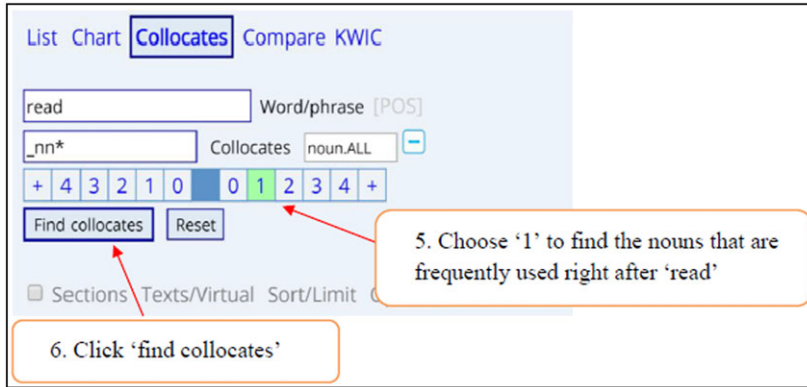 List Chart Collocates Compare KWIC
read Word/phrase [POS]
_nn* Collocates noun.ALL −
+ 4 3 2 1 0 0 1 2 3 4 +
Find collocates Reset
5. Choose ‘1’ to find the nouns that are
frequently used right after ‘read’
Sections Texts/Virtual Sort/Limit
6. Click ‘find collocates’